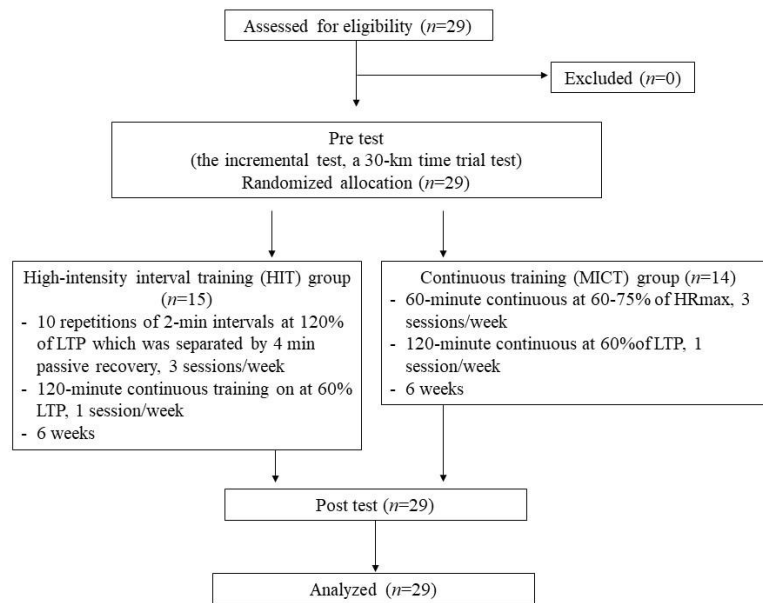 Assessed for eligibility (n=29)
Excluded (n=0)
Pre test
(the incremental test, a 30-km time trial test)
Randomized allocation (n=29)
High-intensity interval training (HIT) group
(n=15)
- 10 repetitions of 2-min intervals at 120%
of LTP which was separated by 4 min
passive recovery, 3 sessions/week
- 120-minute continuous training on at 60%
LTP, 1 session/week
- 6 weeks
Continuous training (MICT) group (n=14)
- 60-minute continuous at 60-75% of HRmax, 3
sessions/week
- 120-minute continuous at 60%of LTP, 1
session/week
- 6 weeks
Post test (n=29)
Analyzed (n=29)